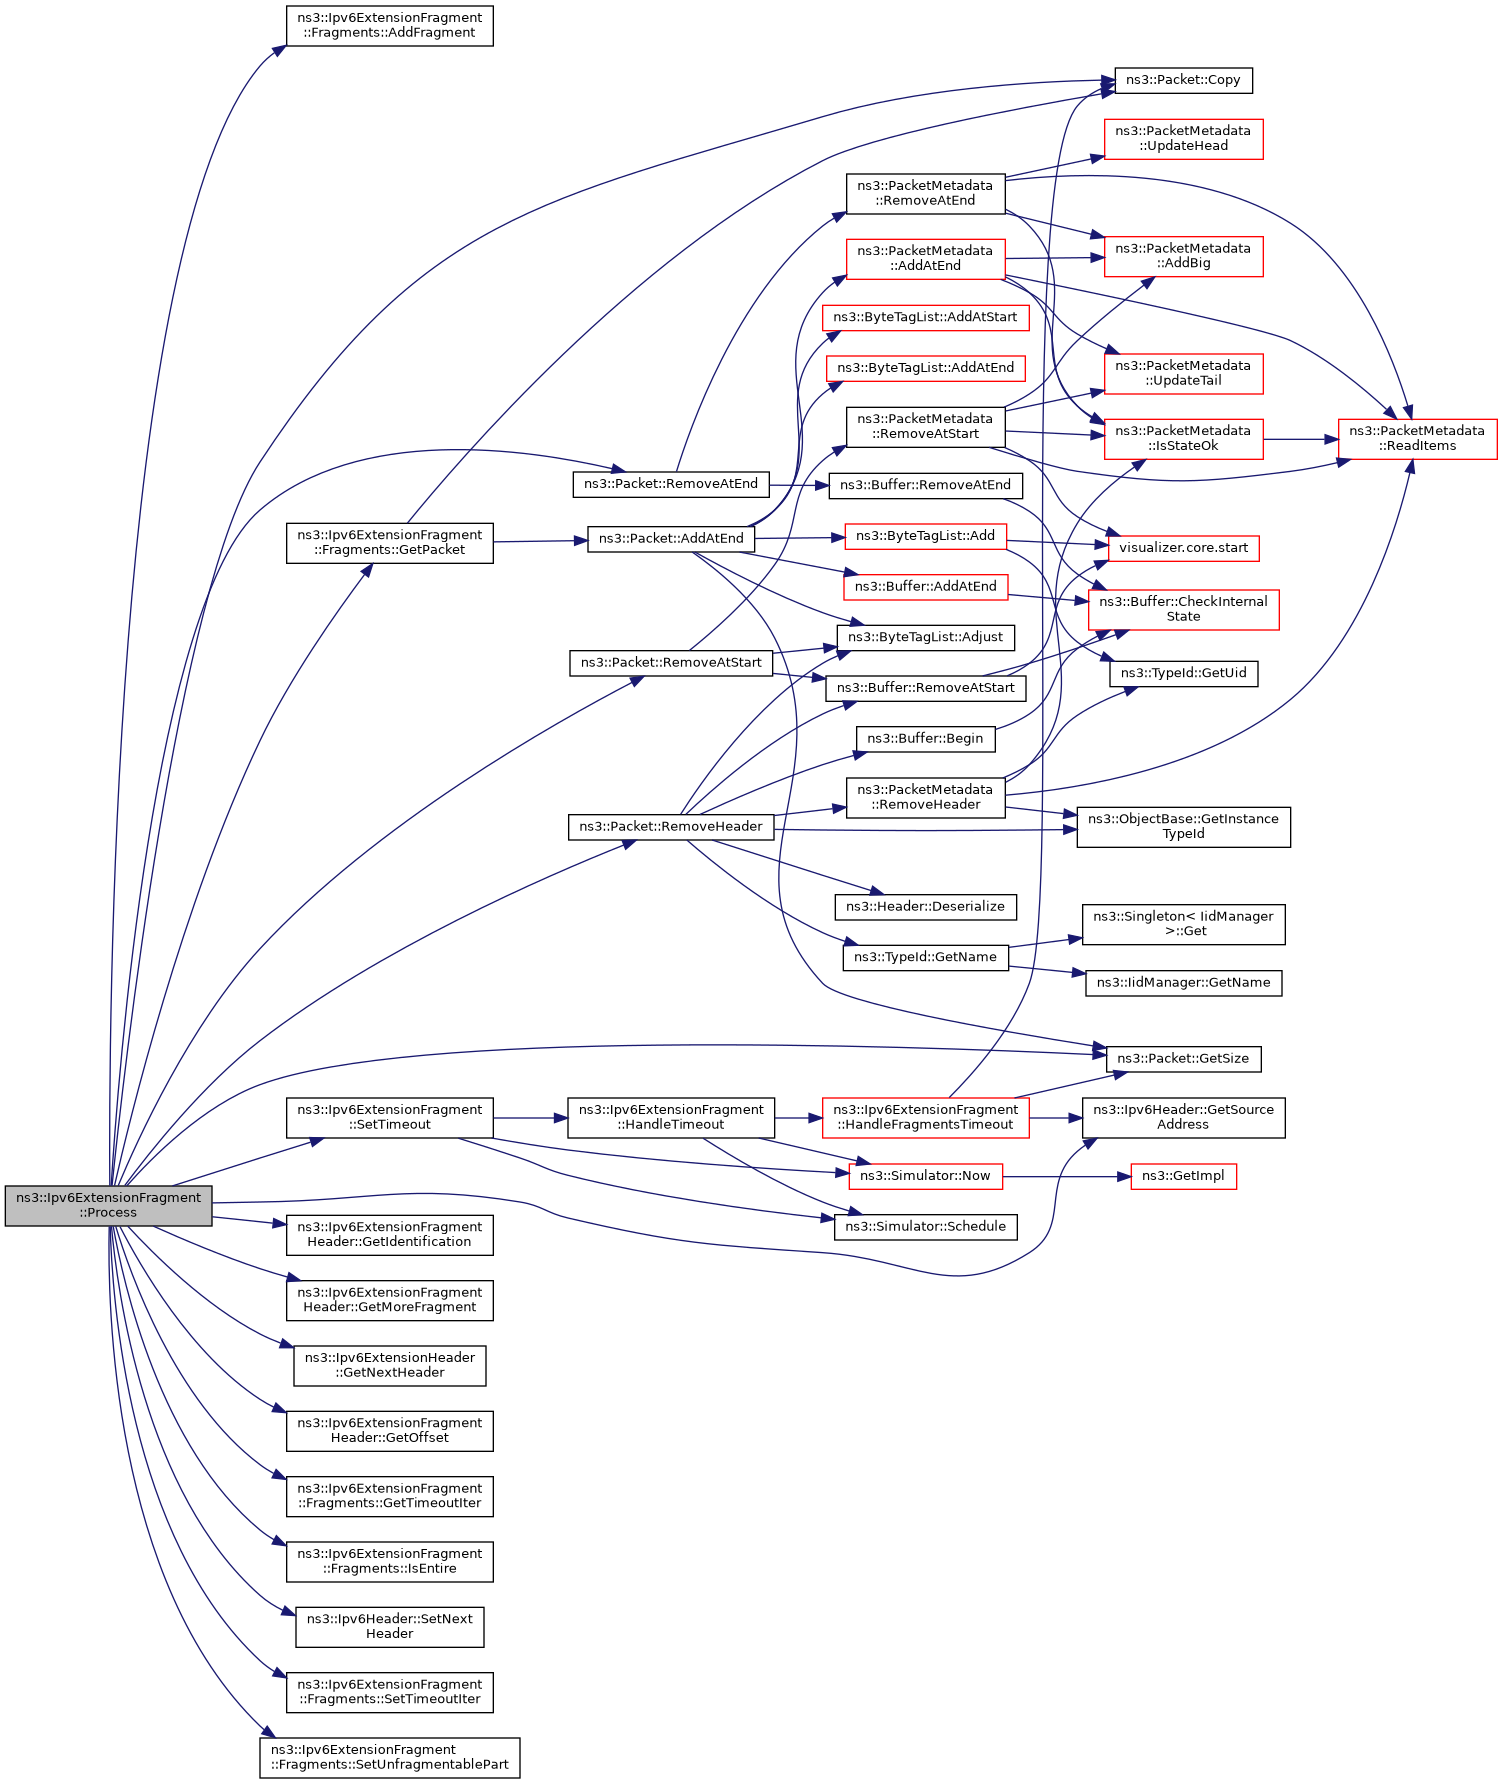 ns3::Ipv6ExtensionFragment
::Fragments::AddFragment
ns3::Packet::Copy
ns3::PacketMetadata
::UpdateHead
ns3::PacketMetadata
::RemoveAtEnd
ns3::PacketMetadata
::AddBig
ns3::PacketMetadata
::AddAtEnd
ns3::ByteTagList::AddAtStart
ns3::ByteTagList::AddAtEnd
ns3::PacketMetadata
::UpdateTail
ns3::PacketMetadata
::RemoveAtStart
ns3::PacketMetadata
::IsStateOk
ns3::PacketMetadata
::ReadItems
ns3::Packet::RemoveAtEnd
ns3::Buffer::RemoveAtEnd
ns3::Ipv6ExtensionFragment
::Fragments::GetPacket
ns3::Packet::AddAtEnd
ns3::ByteTagList::Add
visualizer.core.start
ns3::Buffer::AddAtEnd
ns3::Buffer::CheckInternal
State
ns3::ByteTagList::Adjust
ns3::Packet::RemoveAtStart
ns3::TypeId::GetUid
ns3::Buffer::RemoveAtStart
ns3::Buffer::Begin
ns3::PacketMetadata
::RemoveHeader
ns3::Packet::RemoveHeader
ns3::ObjectBase::GetInstance
TypeId
ns3::Header::Deserialize
ns3::Singleton< IidManager
>::Get
ns3::TypeId::GetName
ns3::IidManager::GetName
ns3::Packet::GetSize
ns3::Ipv6ExtensionFragment
::SetTimeout
ns3::Ipv6ExtensionFragment
::HandleTimeout
ns3::Ipv6ExtensionFragment
::HandleFragmentsTimeout
ns3::Ipv6Header::GetSource
Address
ns3::Simulator::Now
ns3::GetImpl
ns3::Ipv6ExtensionFragment
::Process
ns3::Simulator::Schedule
ns3::Ipv6ExtensionFragment
Header::GetIdentification
ns3::Ipv6ExtensionFragment
Header::GetMoreFragment
ns3::Ipv6ExtensionHeader
::GetNextHeader
ns3::Ipv6ExtensionFragment
Header::GetOffset
ns3::Ipv6ExtensionFragment
::Fragments::GetTimeoutIter
ns3::Ipv6ExtensionFragment
::Fragments::IsEntire
ns3::Ipv6Header::SetNext
Header
ns3::Ipv6ExtensionFragment
::Fragments::SetTimeoutIter
ns3::Ipv6ExtensionFragment
::Fragments::SetUnfragmentablePart